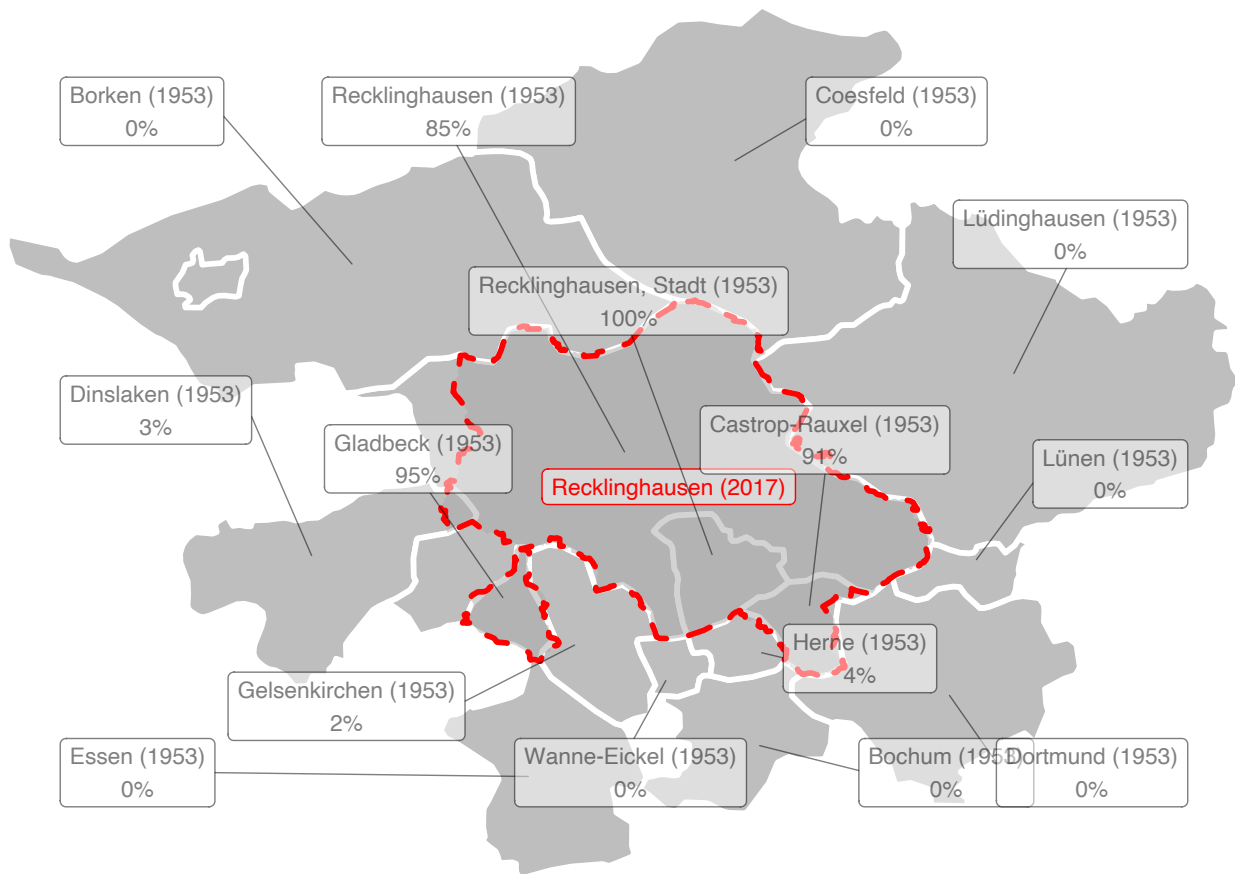 Borken (1953)
0%
Recklinghausen (1953)
85%
Coesfeld (1953)
0%
Lüdinghausen (1953)
0%
Recklinghausen, Stadt (1953)
100%
Dinslaken (1953)
3%
Gladbeck (1953)
95%
Castrop-Rauxel (1953)
91%
Lünen (1953)
0%
Recklinghausen (2017)
Herne (1953)
4%
Gelsenkirchen (1953)
2%
Essen (1953)
0%
Wanne-Eickel (1953)
0%
Bochum (1953)
0%
Dortmund (1953)
0%